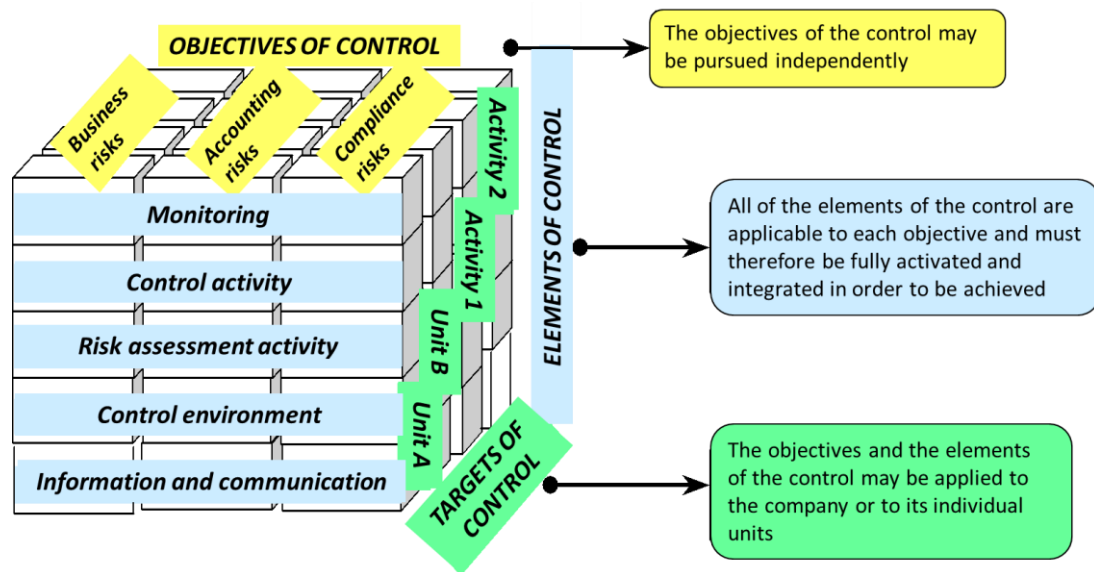 OBJECTIVES OF CONTROL
The objectives of the control may
be pursued independently
Business
risks
Accounting
risks
Compliance
risks
Activity 2
Activity 1
Unit B
Unit A
ELEMENTS OF CONTROL
Monitoring
Control activity
Risk assessment activity
Control environment
Information and communication
TARGETS OF
CONTROL
All of the elements of the control are
applicable to each objective and must
therefore be fully activated and
integrated in order to be achieved
The objectives and the elements
of the control may be applied to
the company or to its individual
units